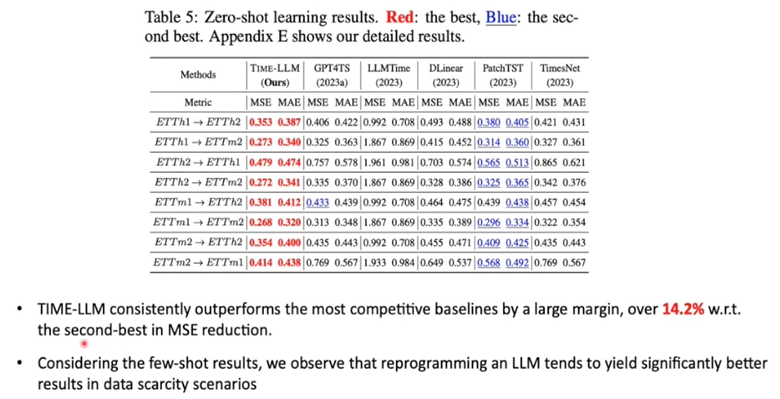 Table 5: Zero-shot learning results. Red: the best, Blue: the sec-
ond best. Appendix E shows our detailed results.
Methods TIME-LLM GPT4TS LLMTime DLinear PatchTST TimesNet
(Ours) (2023a) (2023) (2023) (2023) (2023)
Metric MSE MAE MSE MAE MSE MAE MSE MAE MSE MAE MSE MAE
ETTh1 → ETTh2 0.353 0.387 0.406 0.422 0.992 0.708 0.493 0.488 0.380 0.405 0.421 0.431
ETTh1 → ETTm2 0.273 0.340 0.325 0.363 1.867 0.869 0.415 0.452 0.314 0.360 0.327 0.361
ETTh2 → ETTh1 0.479 0.474 0.757 0.578 1.961 0.981 0.703 0.574 0.565 0.513 0.865 0.621
ETTh2 → ETTm2 0.272 0.341 0.335 0.370 1.867 0.869 0.328 0.386 0.325 0.365 0.342 0.376
ETTm1 → ETTh2 0.381 0.412 0.433 0.439 0.992 0.708 0.464 0.475 0.439 0.438 0.457 0.454
ETTm1 → ETTm2 0.268 0.320 0.313 0.348 1.867 0.869 0.335 0.389 0.296 0.334 0.322 0.354
ETTm2 → ETTh2 0.354 0.400 0.435 0.443 0.992 0.708 0.455 0.471 0.409 0.425 0.435 0.443
ETTm2 → ETTm1 0.414 0.438 0.769 0.567 1.933 0.984 0.649 0.537 0.568 0.492 0.769 0.567
• TIME-LLM consistently outperforms the most competitive baselines by a large margin, over 14.2% w.r.t.
the second-best in MSE reduction.
• Considering the few-shot results, we observe that reprogramming an LLM tends to yield significantly better
results in data scarcity scenarios